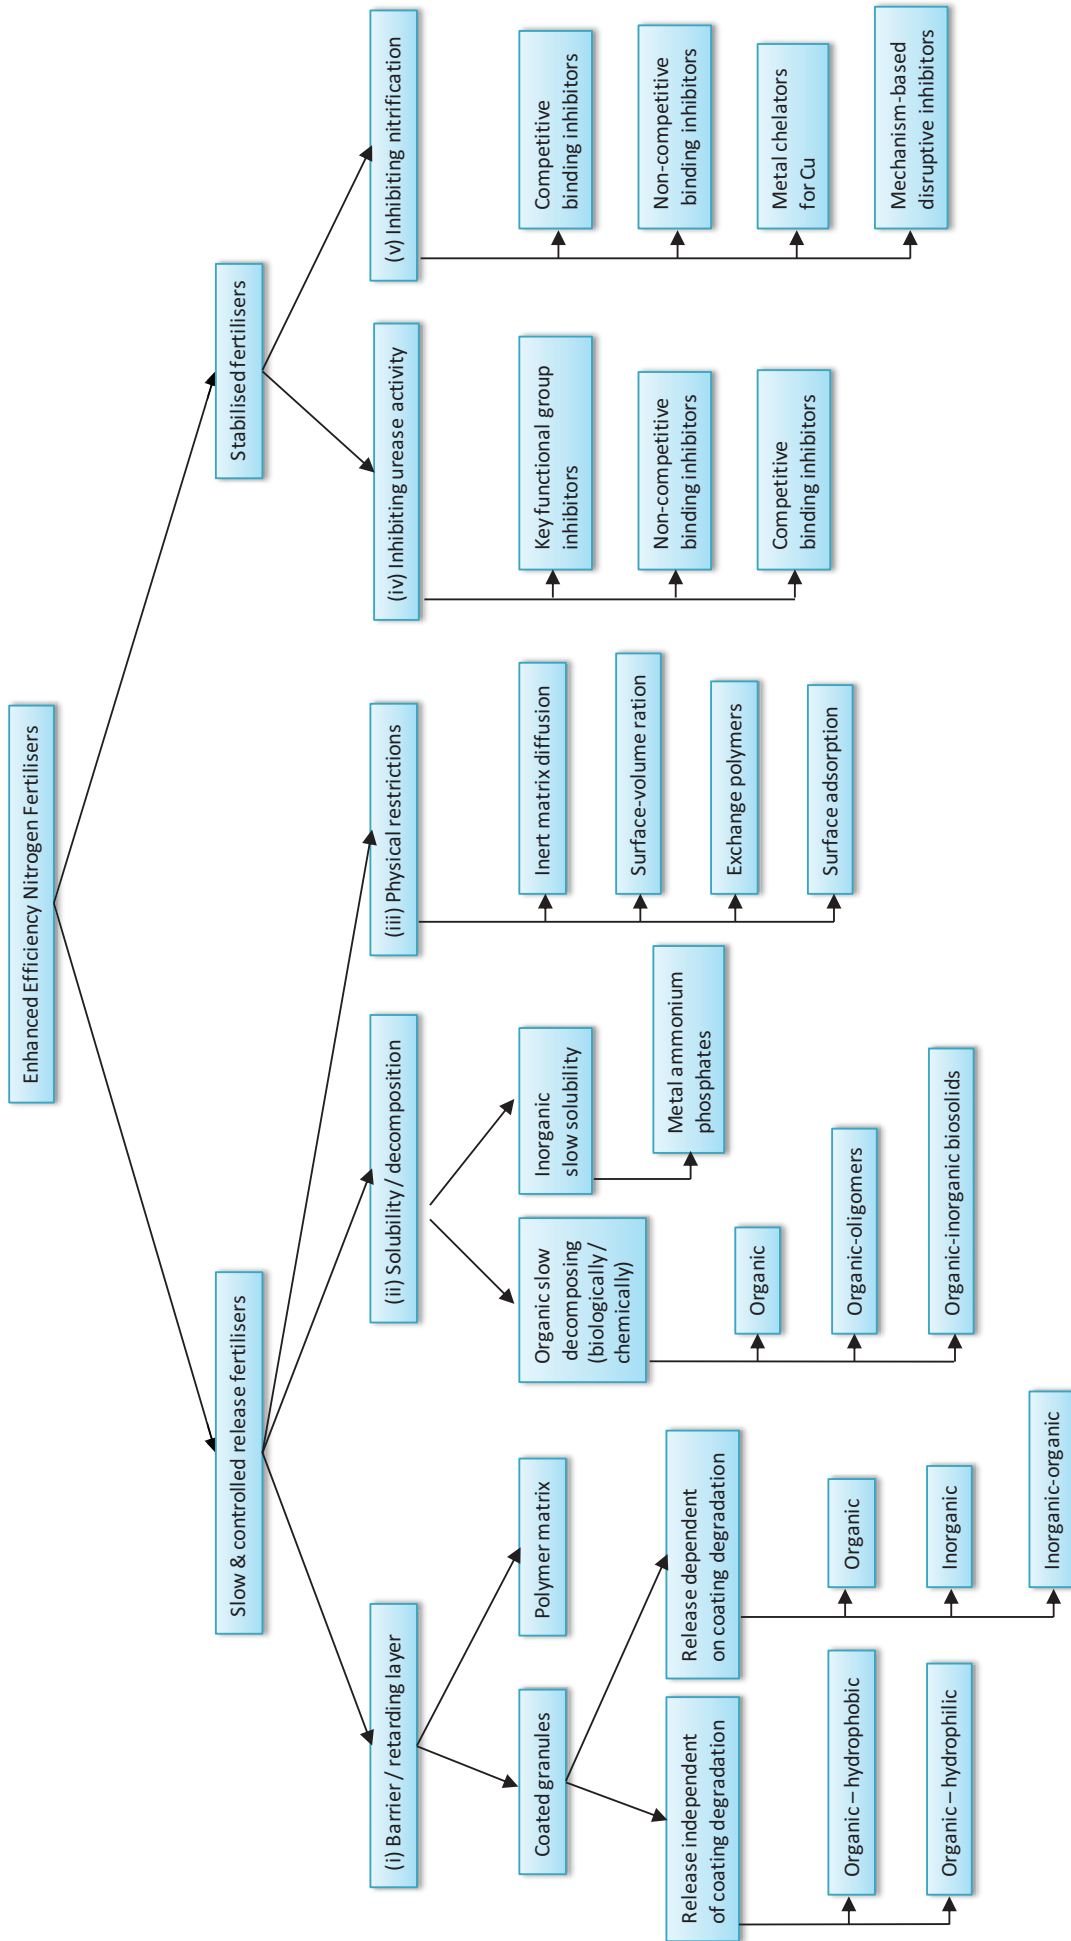 Enhanced Efficiency Nitrogen Fertilisers
Slow & controlled release fertilisers
Stabilised fertilisers
(i) Barrier / retarding layer
(ii) Solubility / decomposition
(iii) Physical restrictions
(iv) Inhibiting urease activity
(v) Inhibiting nitrification
Coated granules
Polymer matrix
Release independent
of coating degradation
Organic – hydrophobic
Organic – hydrophilic
Release dependent
on coating degradation
Organic
Inorganic
Inorganic-organic
Organic slow
decomposing
(biologically /
chemically)
Organic
Organic-oligomers
Organic-inorganic biosolids
Inorganic
slow solubility
Metal ammonium
phosphates
Inert matrix diffusion
Surface-volume ration
Exchange polymers
Surface adsorption
Key functional group
inhibitors
Non-competitive
binding inhibitors
Competitive
binding inhibitors
Competitive
binding inhibitors
Non-competitive
binding inhibitors
Metal chelators
for Cu
Mechanism-based
disruptive inhibitors